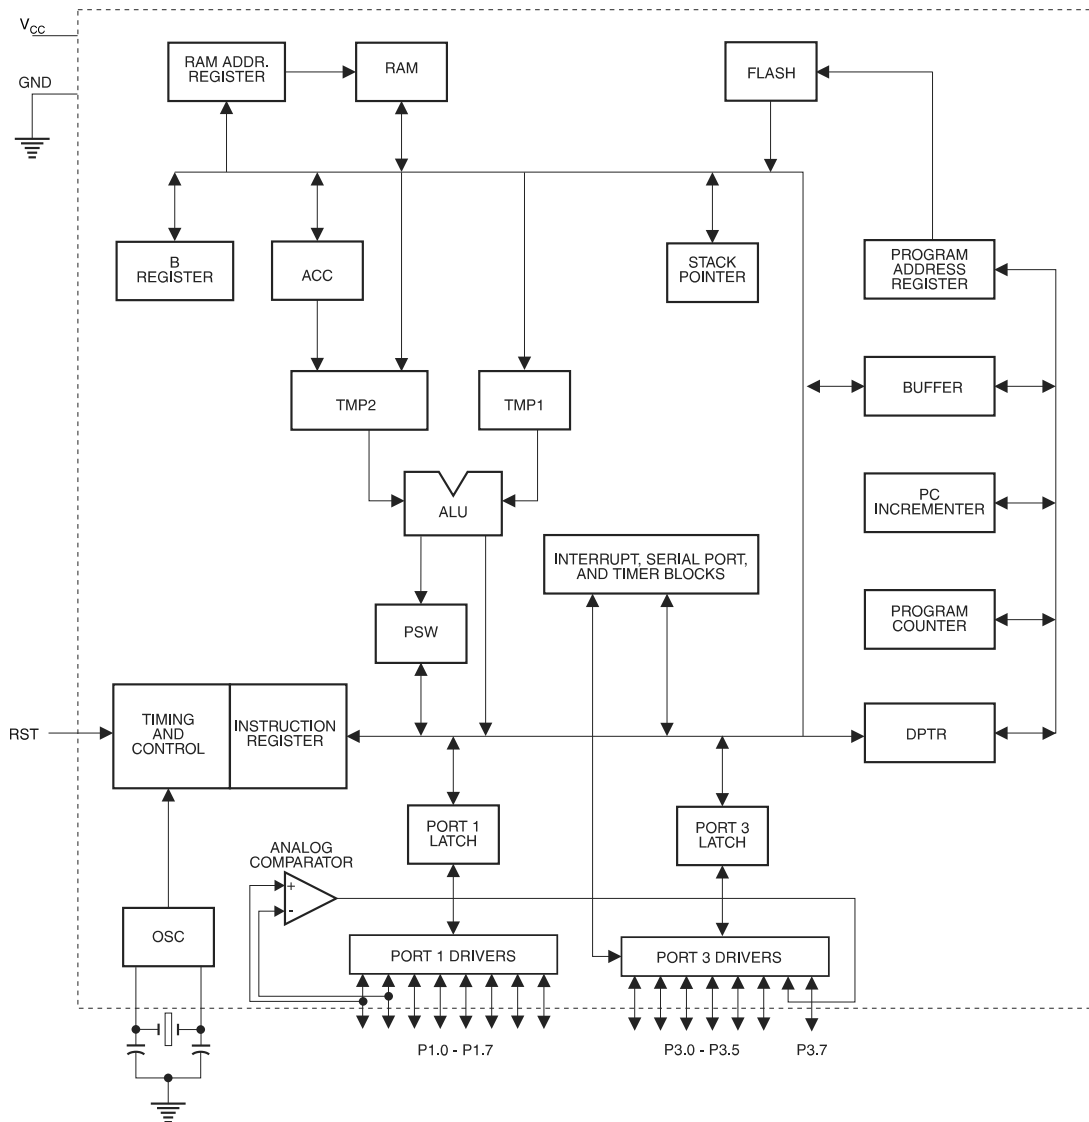 VCC
GND
RAM ADDR.
REGISTER
RAM
FLASH
B
REGISTER
ACC
STACK
POINTER
PROGRAM
ADDRESS
REGISTER
TMP2
TMP1
BUFFER
ALU
PC
INCREMENTER
INTERRUPT, SERIAL PORT,
AND TIMER BLOCKS
PSW
PROGRAM
COUNTER
RST
TIMING
AND
CONTROL
INSTRUCTION
REGISTER
DPTR
PORT 1
LATCH
PORT 3
LATCH
ANALOG
COMPARATOR
+
-
OSC
PORT 1 DRIVERS
PORT 3 DRIVERS
P1.0 - P1.7
P3.0 - P3.5
P3.7